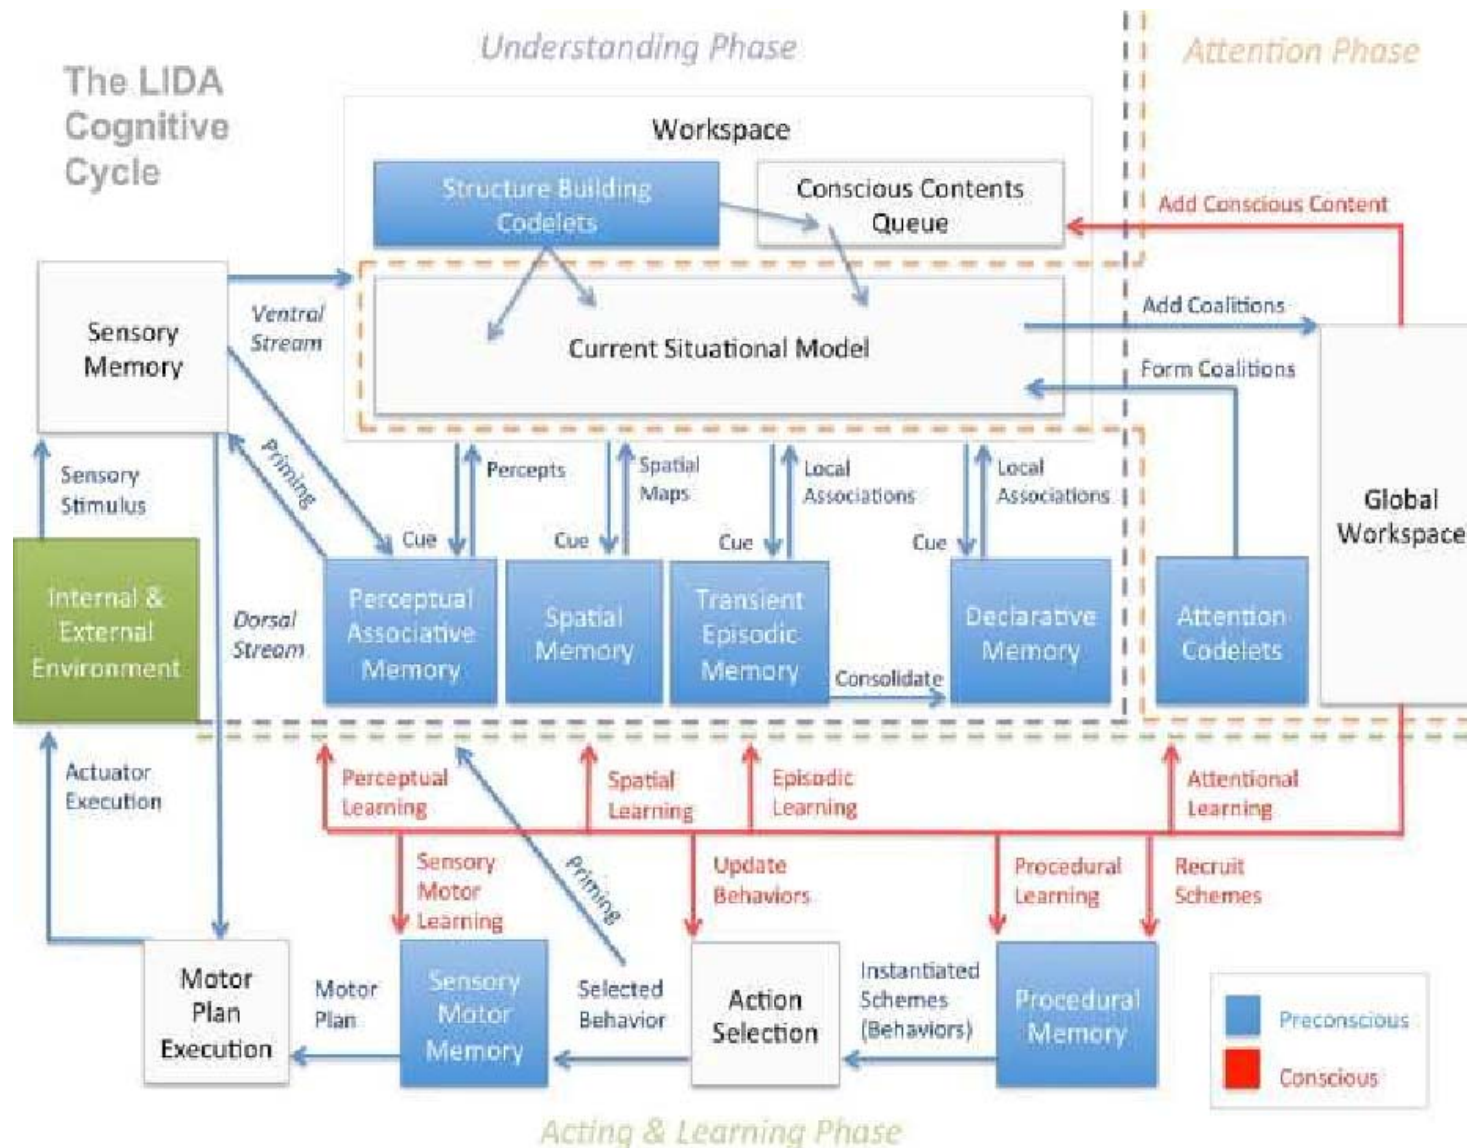 Understanding Phase
Attention Phase
The LIDA
Cognitive
Cycle
Workspace
Structure Building
Codelets
Conscious Contents
Queue
Add Conscious Content
Sensory
Memory
Ventral
Stream
Current Situational Model
Add Coalitions
Form Coalitions
Priming
Sensory
Stimulus
Percepts
Spatial
Maps
Local
Associations
Local
Associations
Global
Workspace
Cue
Cue
Cue
Cue
Internal &
External
Environment
Dorsal
Stream
Perceptual
Associative
Memory
Spatial
Memory
Transient
Episodic
Memory
Consolidate
Declarative
Memory
Attention
Codelets
Actuator
Execution
Perceptual
Learning
Spatial
Learning
Episodic
Learning
Attentional
Learning
Sensory
Motor
Learning
Priming
Update
Behaviors
Procedural
Learning
Recruit
Schemes
Motor
Plan
Execution
Motor
Plan
Sensory
Motor
Memory
Selected
Behavior
Action
Selection
Instantiated
Schemes
(Behaviors)
Procedural
Memory
Preconscious
Conscious
Acting & Learning Phase